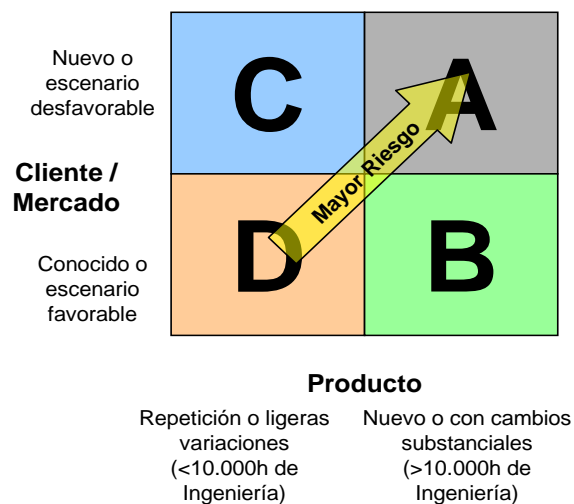 Nuevo o
escenario
desfavorable
C
A
Mayor Riesgo
Cliente /
Mercado
D
B
Conocido o
escenario
favorable
Producto
Repetición o ligeras
variaciones
(<10.000h de
Ingeniería)
Nuevo o con cambios
substanciales
(>10.000h de
Ingeniería)